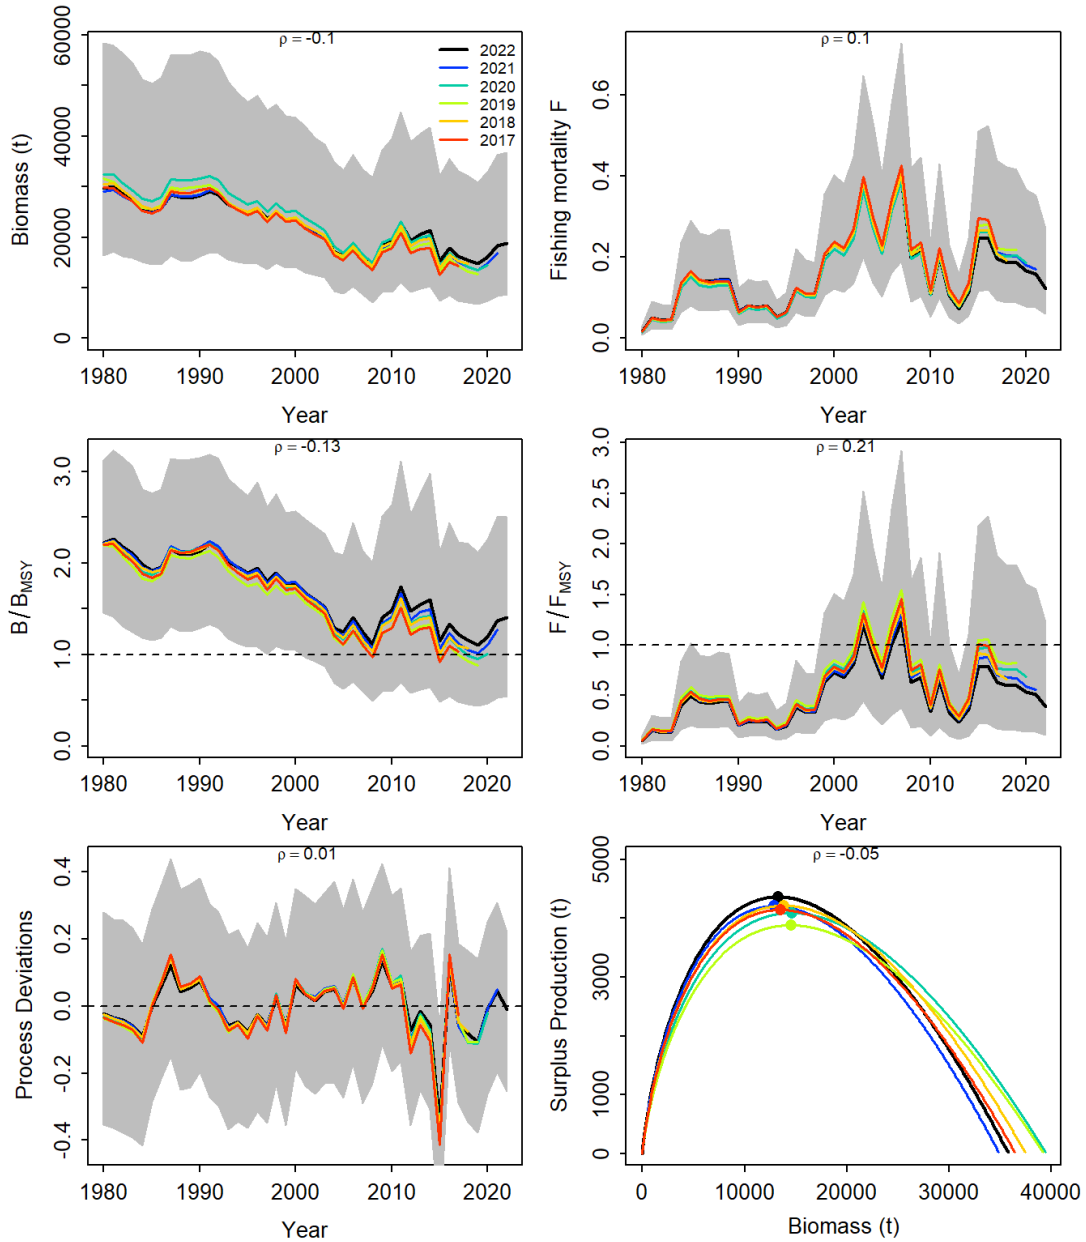 ρ = -0.1
Biomass (t)
60000
40000
20000
0
2022
2021
2020
2019
2018
2017
1980 1990 2000 2010 2020
Year
ρ = 0.1
Fishing mortality F
0.6
0.4
0.2
0.0
1980 1990 2000 2010 2020
Year
ρ = -0.13
B / BMSY
3.0
2.0
1.0
0.0
1980 1990 2000 2010 2020
Year
ρ = 0.21
F / FMSY
3.0
2.5
2.0
1.5
1.0
0.5
0.0
1980 1990 2000 2010 2020
Year
ρ = 0.01
Process Deviations
0.4
0.2
0.0
-0.2
-0.4
1980 1990 2000 2010 2020
Year
ρ = -0.05
Surplus Production (t)
5000
3000
1000
0
0 10000 20000 30000 40000
Biomass (t)